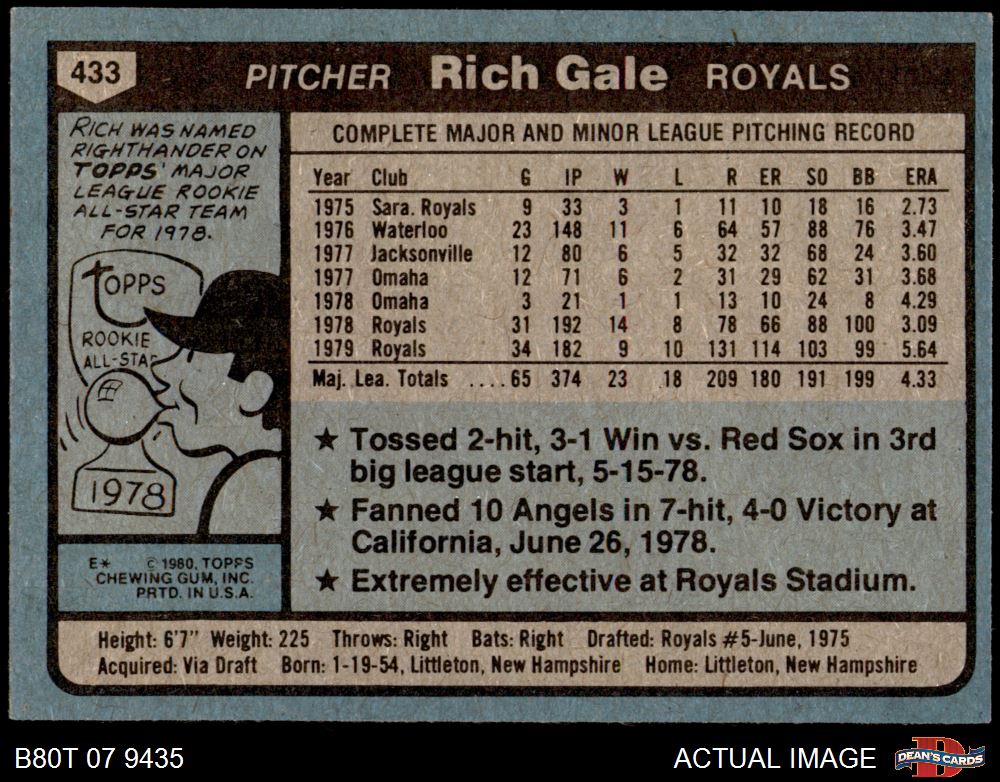 433
PITCHER Rich Gale ROYALS
RICH WAS NAMED
RIGHTHANDER ON
TOPPS' MAJOR
LEAGUE ROOKIE
ALL-STAR TEAM
FOR 1978.
TOPPS
ROOKIE
ALL-STAR
1978
E* © 1980, TOPPS
CHEWING GUM, INC.
PRTD. IN U.S.A.
COMPLETE MAJOR AND MINOR LEAGUE PITCHING RECORD
Year Club G IP W L R ER SO BB ERA
1975 Sara. Royals 9 33 3 1 11 10 18 16 2.73
1976 Waterloo 23 148 11 6 64 57 88 76 3.47
1977 Jacksonville 12 80 6 5 32 32 68 24 3.60
1977 Omaha 12 71 6 2 31 29 62 31 3.68
1978 Omaha 3 21 1 1 13 10 24 8 4.29
1978 Royals 31 192 14 8 78 66 88 100 3.09
1979 Royals 34 182 9 10 131 114 103 99 5.64
Maj. Lea. Totals ....65 374 23 18 209 180 191 199 4.33
★ Tossed 2-hit, 3-1 Win vs. Red Sox in 3rd
big league start, 5-15-78.
★ Fanned 10 Angels in 7-hit, 4-0 Victory at
California, June 26, 1978.
★ Extremely effective at Royals Stadium.
Height: 6'7" Weight: 225 Throws: Right Bats: Right Drafted: Royals #5-June, 1975
Acquired: Via Draft Born: 1-19-54, Littleton, New Hampshire Home: Littleton, New Hampshire
B80T 07 9435 ACTUAL IMAGE DEAN'S CARDS